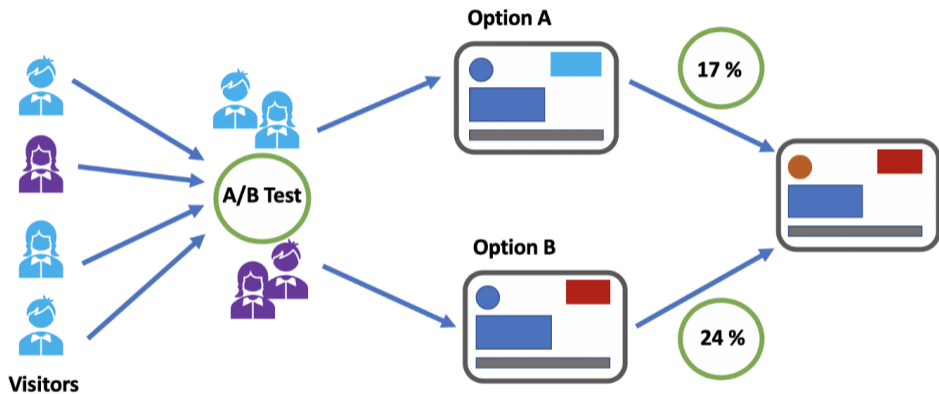 Option A
17 %
A/B Test
Option B
24 %
Visitors